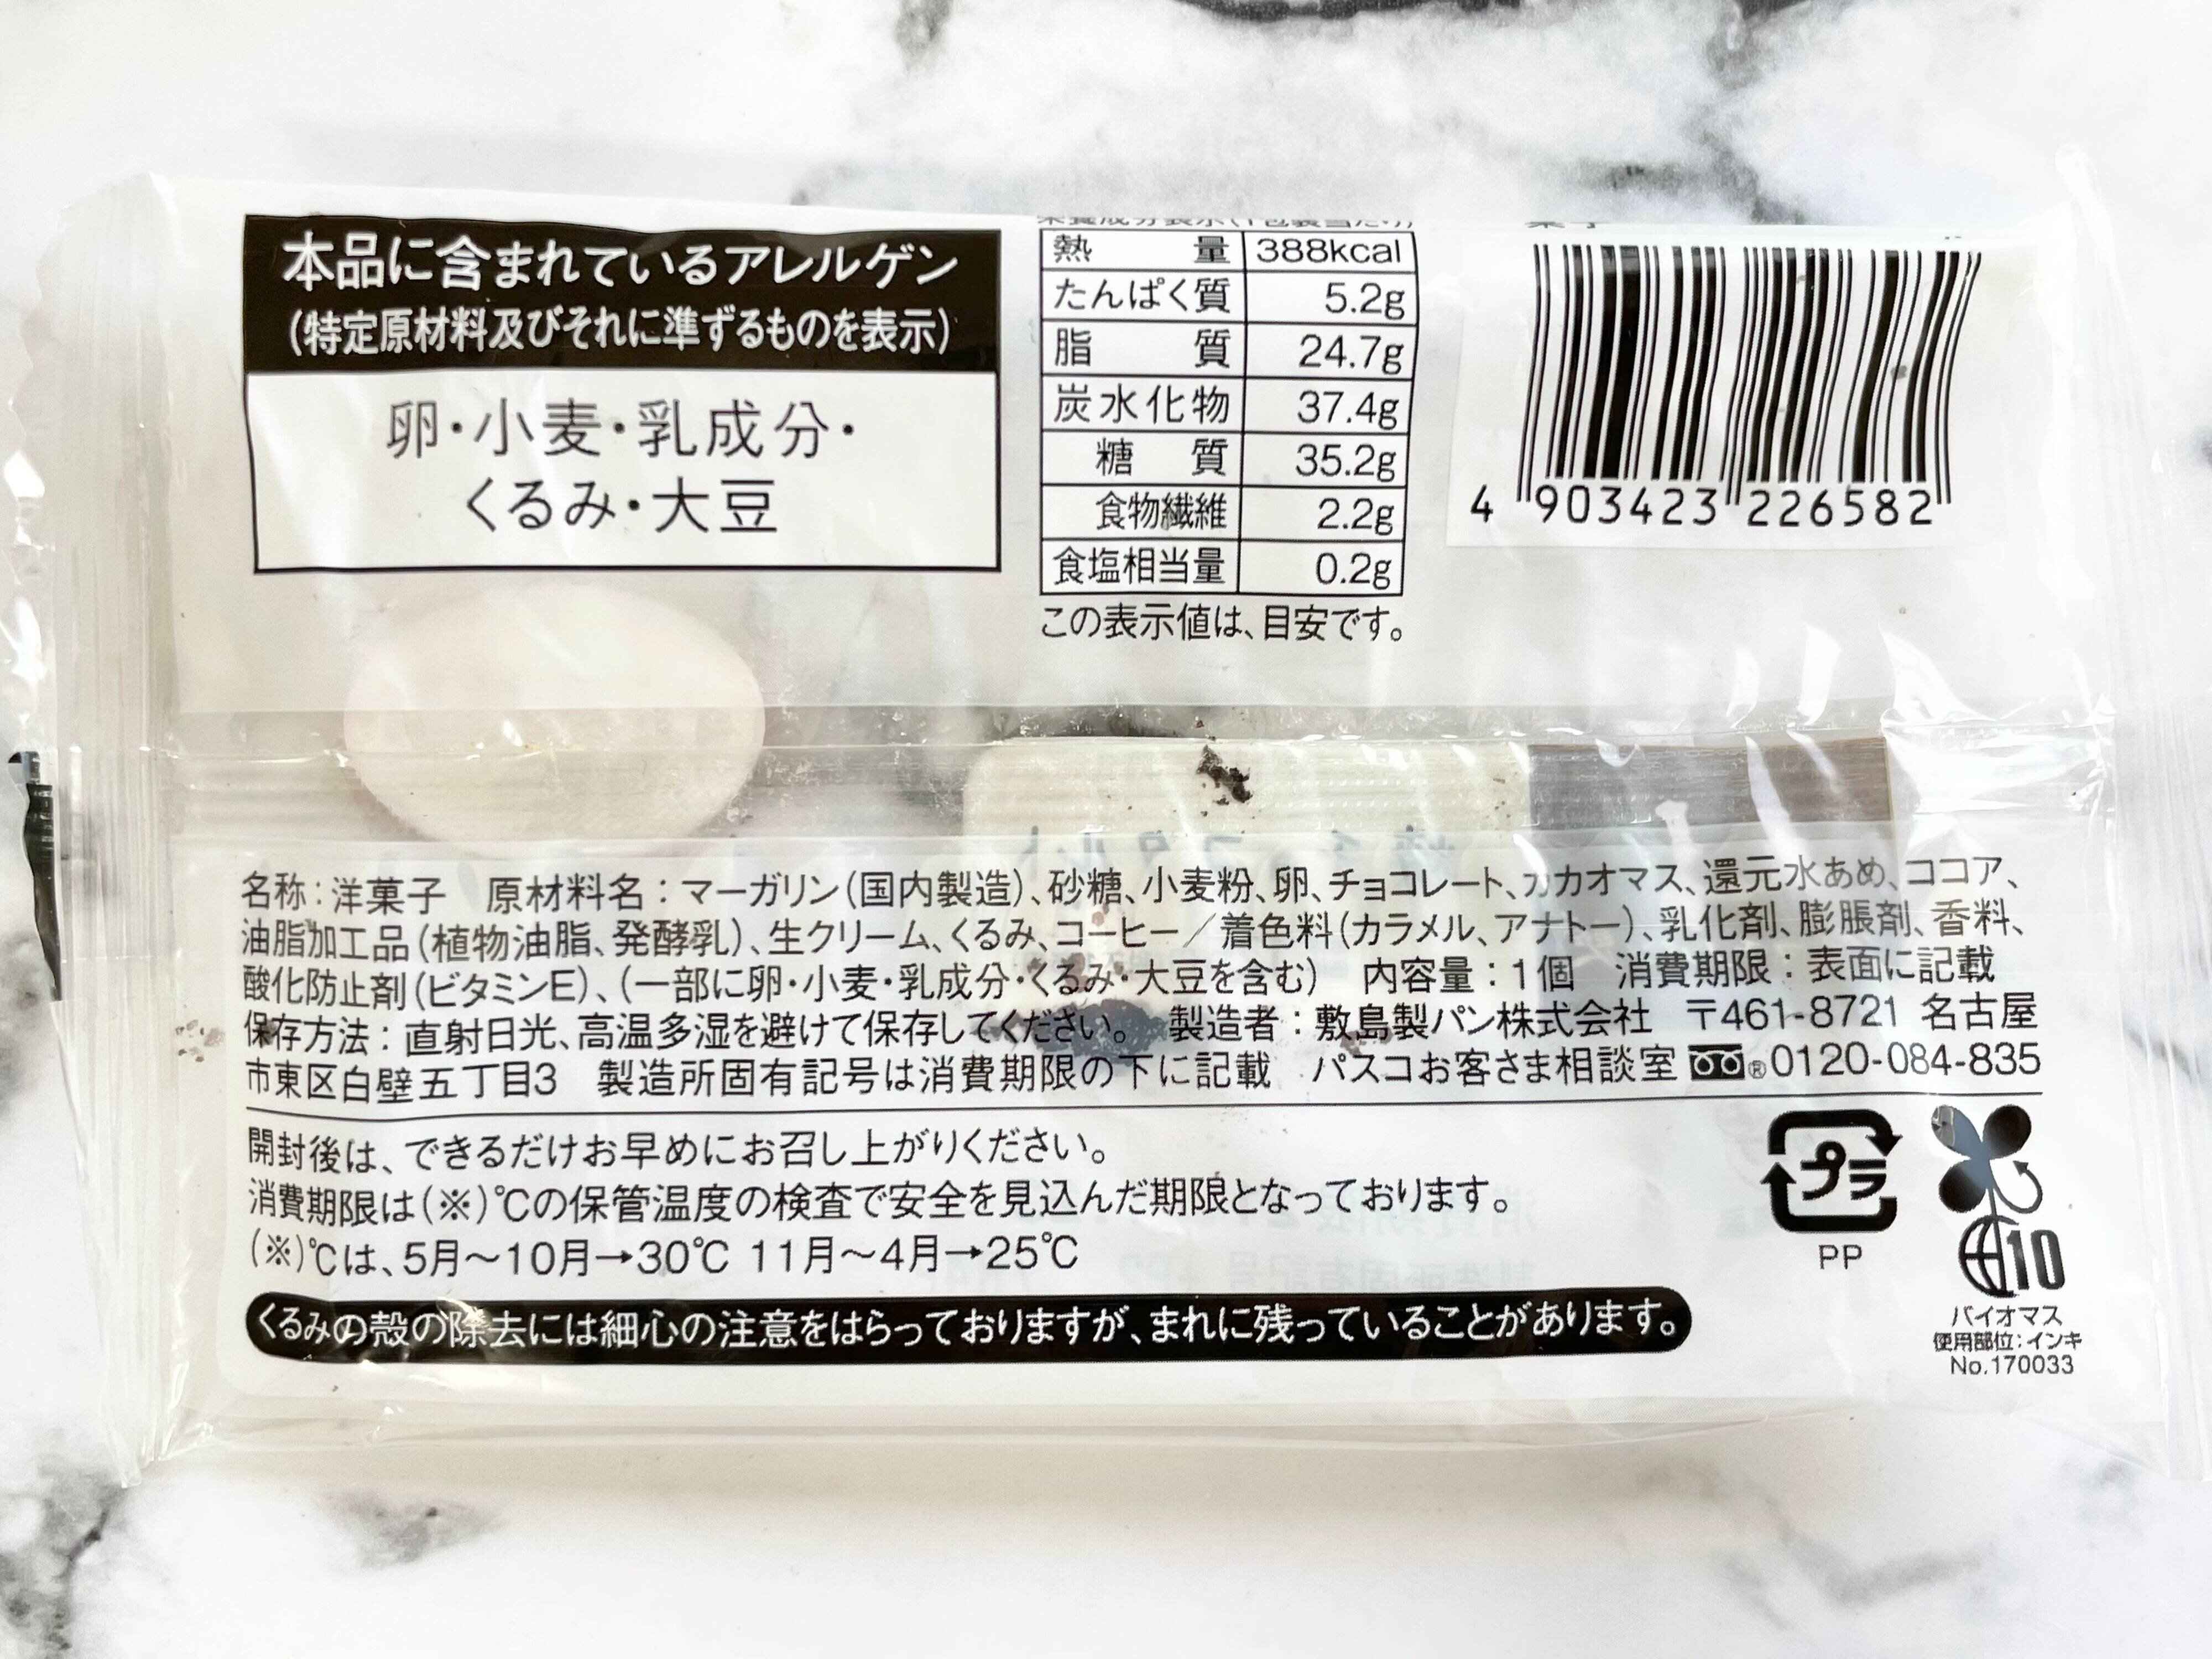 本品に含まれているアレルゲン
(特定原材料及びそれに準ずるものを表示)
卵・小麦・乳成分・
くるみ・大豆
栄養成分表示(1包装当たり)
熱量 388kcal
たんぱく質 5.2g
脂質 24.7g
炭水化物 37.4g
糖質 35.2g
食物繊維 2.2g
食塩相当量 0.2g
この表示値は、目安です。
4 903423 226582
名称:洋菓子 原材料名:マーガリン(国内製造)、砂糖、小麦粉、卵、チョコレート、カカオマス、還元水あめ、ココア、
油脂加工品(植物油脂、発酵乳)、生クリーム、くるみ、コーヒー/着色料(カラメル、アナトー)、乳化剤、膨脹剤、香料、
酸化防止剤(ビタミンE)、(一部に卵・小麦・乳成分・くるみ・大豆を含む) 内容量:1個 消費期限:表面に記載
保存方法:直射日光、高温多湿を避けて保存してください。 製造者:敷島製パン株式会社 〒461-8721 名古屋
市東区白壁五丁目3 製造所固有記号は消費期限の下に記載 パスコお客さま相談室 ®0120-084-835
開封後は、できるだけお早めにお召し上がりください。
消費期限は(※)℃の保管温度の検査で安全を見込んだ期限となっております。
(※)℃は、5月~10月→30℃ 11月~4月→25℃
くるみの殻の除去には細心の注意をはらっておりますが、まれに残っていることがあります。
プラ
PP
10
バイオマス
使用部位:インキ
No.170033